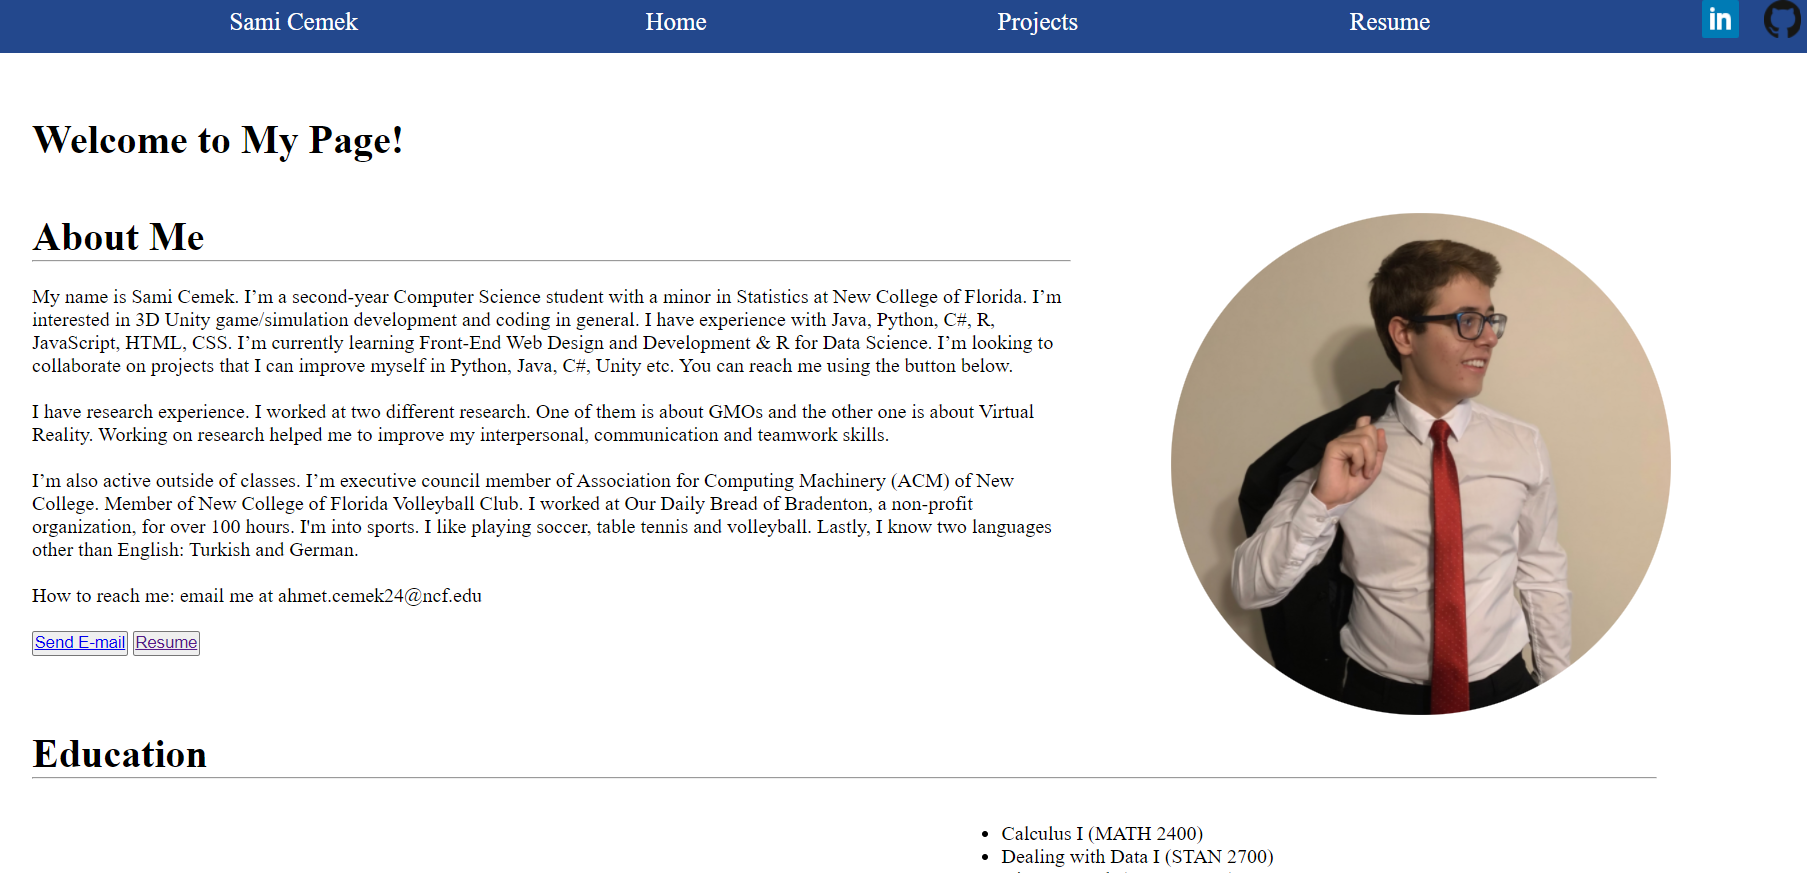 Sami Cemek
Home
Projects
Resume
in
Welcome to My Page!
About Me
My name is Sami Cemek. I’m a second-year Computer Science student with a minor in Statistics at New College of Florida. I’m
interested in 3D Unity game/simulation development and coding in general. I have experience with Java, Python, C#, R,
JavaScript, HTML, CSS. I’m currently learning Front-End Web Design and Development & R for Data Science. I’m looking to
collaborate on projects that I can improve myself in Python, Java, C#, Unity etc. You can reach me using the button below.
I have research experience. I worked at two different research. One of them is about GMOs and the other one is about Virtual
Reality. Working on research helped me to improve my interpersonal, communication and teamwork skills.
I’m also active outside of classes. I’m executive council member of Association for Computing Machinery (ACM) of New
College. Member of New College of Florida Volleyball Club. I worked at Our Daily Bread of Bradenton, a non-profit
organization, for over 100 hours. I'm into sports. I like playing soccer, table tennis and volleyball. Lastly, I know two languages
other than English: Turkish and German.
How to reach me: email me at ahmet.cemek24@ncf.edu
Send E-mail Resume
Education
• Calculus I (MATH 2400)
• Dealing with Data I (STAN 2700)